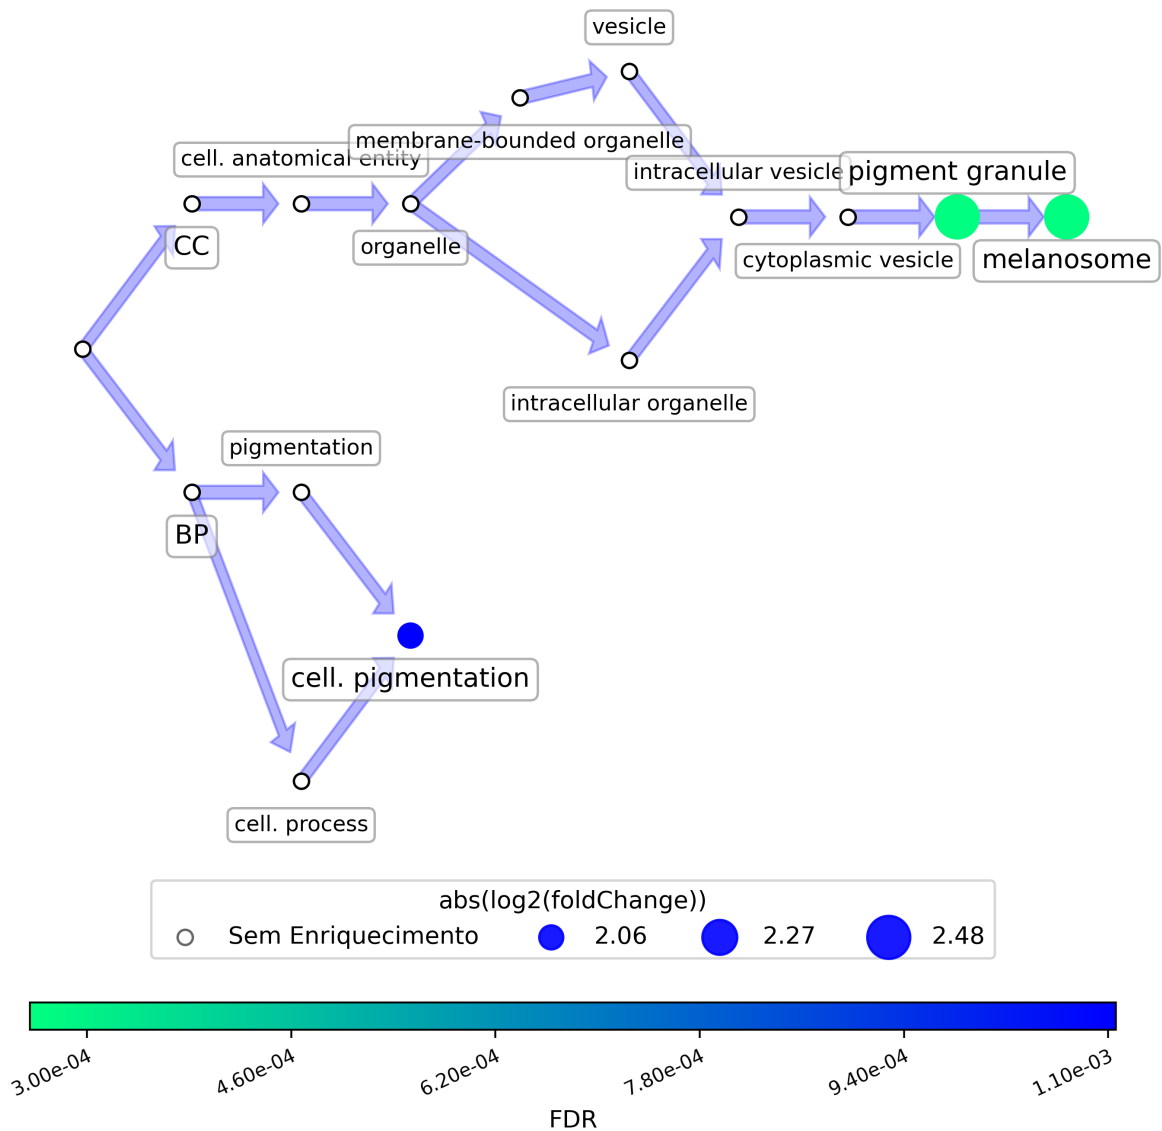 vesicle
membrane-bounded organelle
cell. anatomical entity
intracellular vesicle
pigment granule
CC
organelle
cytoplasmic vesicle
melanosome
intracellular organelle
pigmentation
BP
cell. pigmentation
cell. process
abs(log2(foldChange))
Sem Enriquecimento 2.06 2.27 2.48
3.00e-04 4.60e-04 6.20e-04 7.80e-04 9.40e-04 1.10e-03
FDR